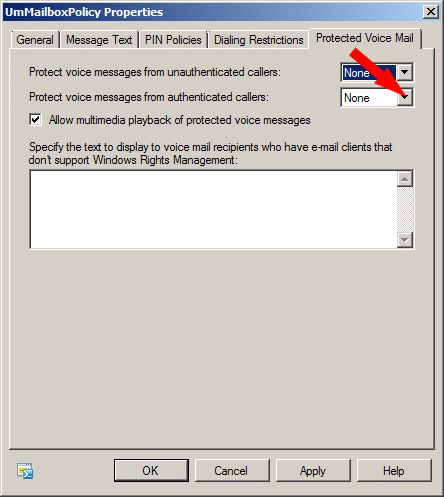 UmMailboxPolicy Properties
General Message Text PIN Policies Dialing Restrictions Protected Voice Mail
Protect voice messages from unauthenticated callers: None
Protect voice messages from authenticated callers: None
Allow multimedia playback of protected voice messages
Specify the text to display to voice mail recipients who have e-mail clients that
don't support Windows Rights Management:
OK Cancel Apply Help